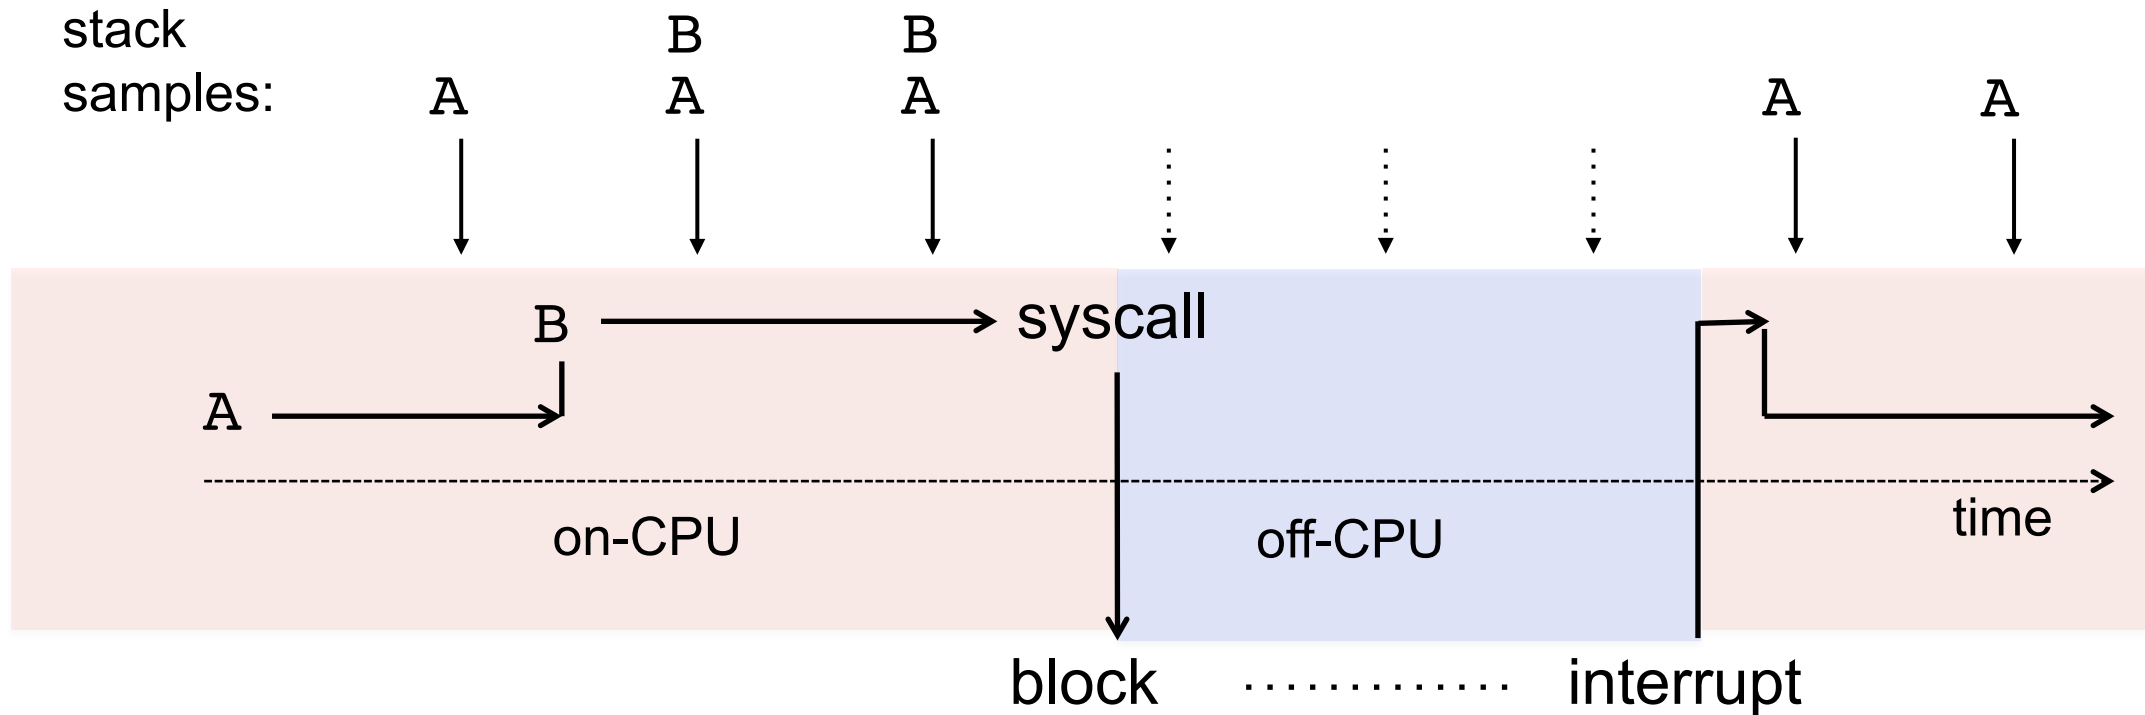 stack
samples:
B B
A A A A A
B syscall
A
on-CPU off-CPU time
block ............. interrupt